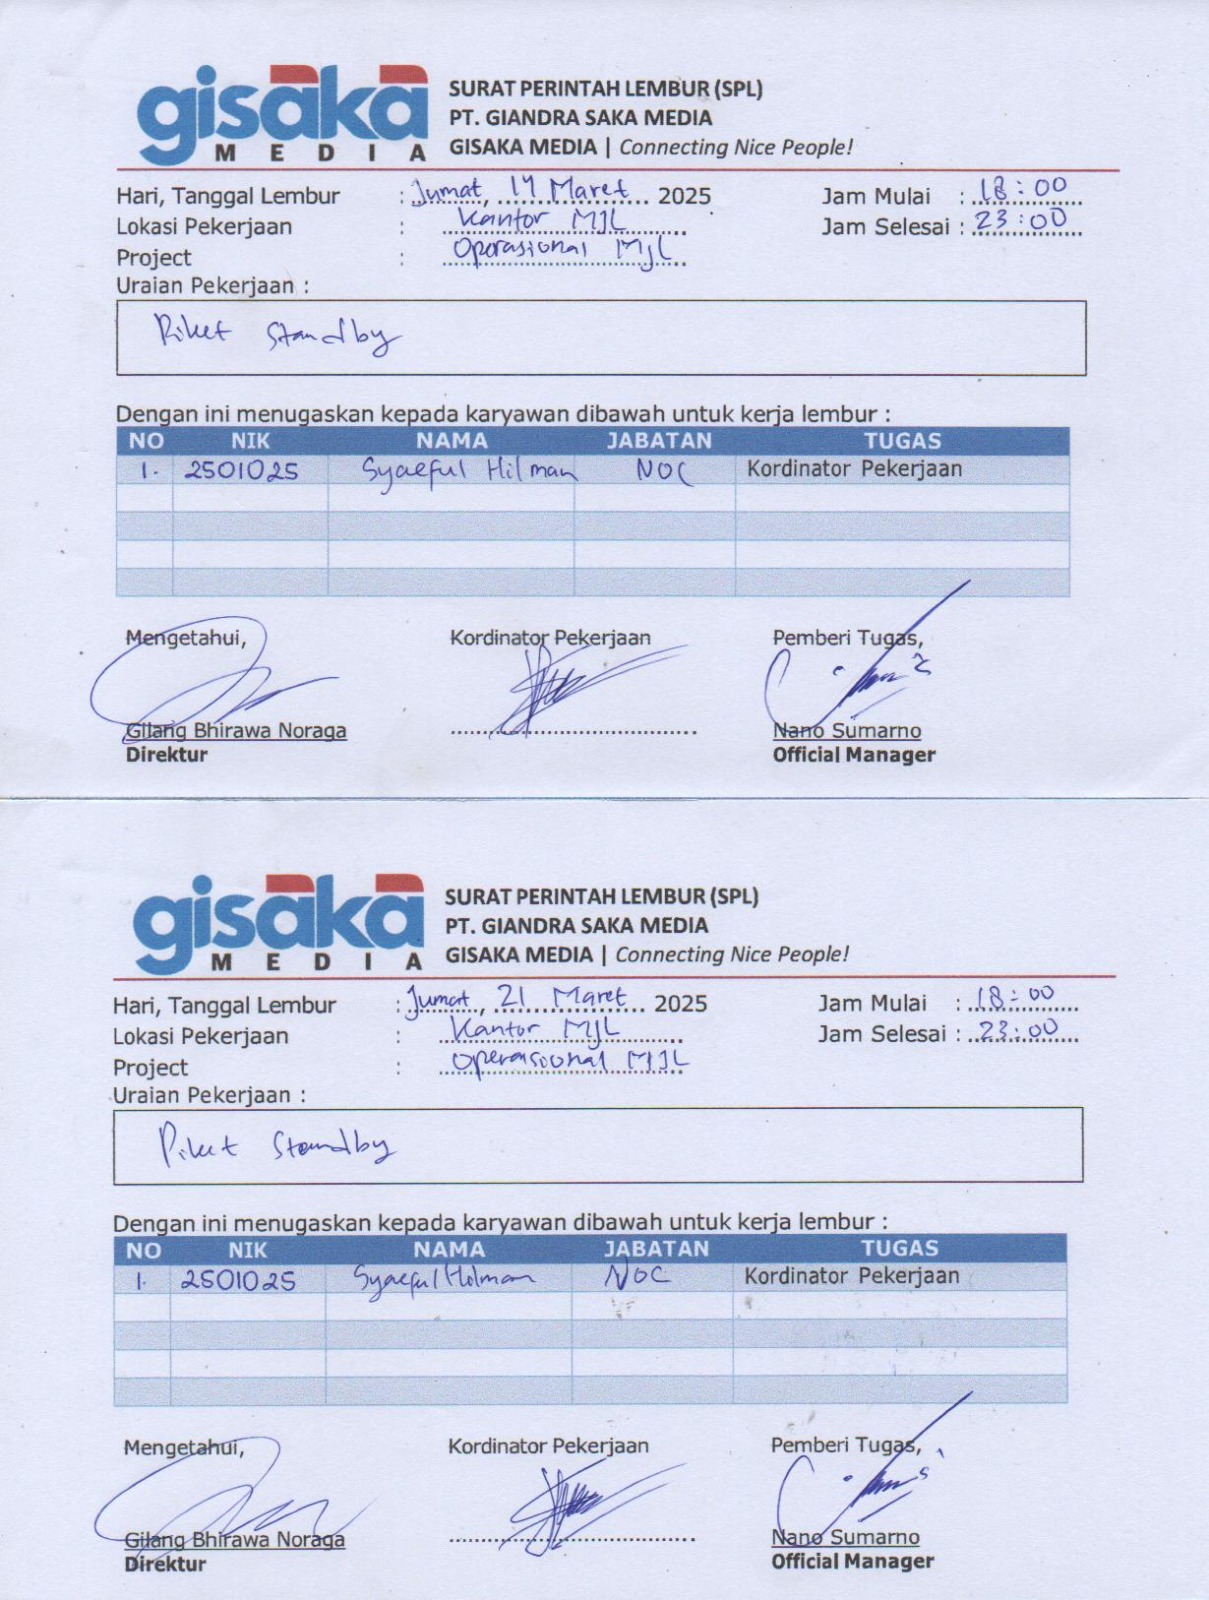 gisaka
MEDIA
SURAT PERINTAH LEMBUR (SPL)
PT. GIANDRA SAKA MEDIA
GISAKA MEDIA | Connecting Nice People!
Hari, Tanggal Lembur : Jumat, 14 Maret 2025 Jam Mulai : 18:00
Lokasi Pekerjaan : Kantor MJL Jam Selesai : 23:00
Project : Operasional MJL
Uraian Pekerjaan :
Piket Standby
Dengan ini menugaskan kepada karyawan dibawah untuk kerja lembur :
NO NIK NAMA JABATAN TUGAS
1. 2501025 Syaeful Hilman NOC Kordinator Pekerjaan
Mengetahui, Kordinator Pekerjaan Pemberi Tugas,
Gilang Bhirawa Noraga Nano Sumarno
Direktur Official Manager
gisaka
MEDIA
SURAT PERINTAH LEMBUR (SPL)
PT. GIANDRA SAKA MEDIA
GISAKA MEDIA | Connecting Nice People!
Hari, Tanggal Lembur : Jumat, 21 Maret 2025 Jam Mulai : 18:00
Lokasi Pekerjaan : Kantor MJL Jam Selesai : 23:00
Project : Operasional MJL
Uraian Pekerjaan :
Piket Standby
Dengan ini menugaskan kepada karyawan dibawah untuk kerja lembur :
NO NIK NAMA JABATAN TUGAS
1. 2501025 Syaeful Hilman NOC Kordinator Pekerjaan
Mengetahui, Kordinator Pekerjaan Pemberi Tugas,
Gilang Bhirawa Noraga Nano Sumarno
Direktur Official Manager